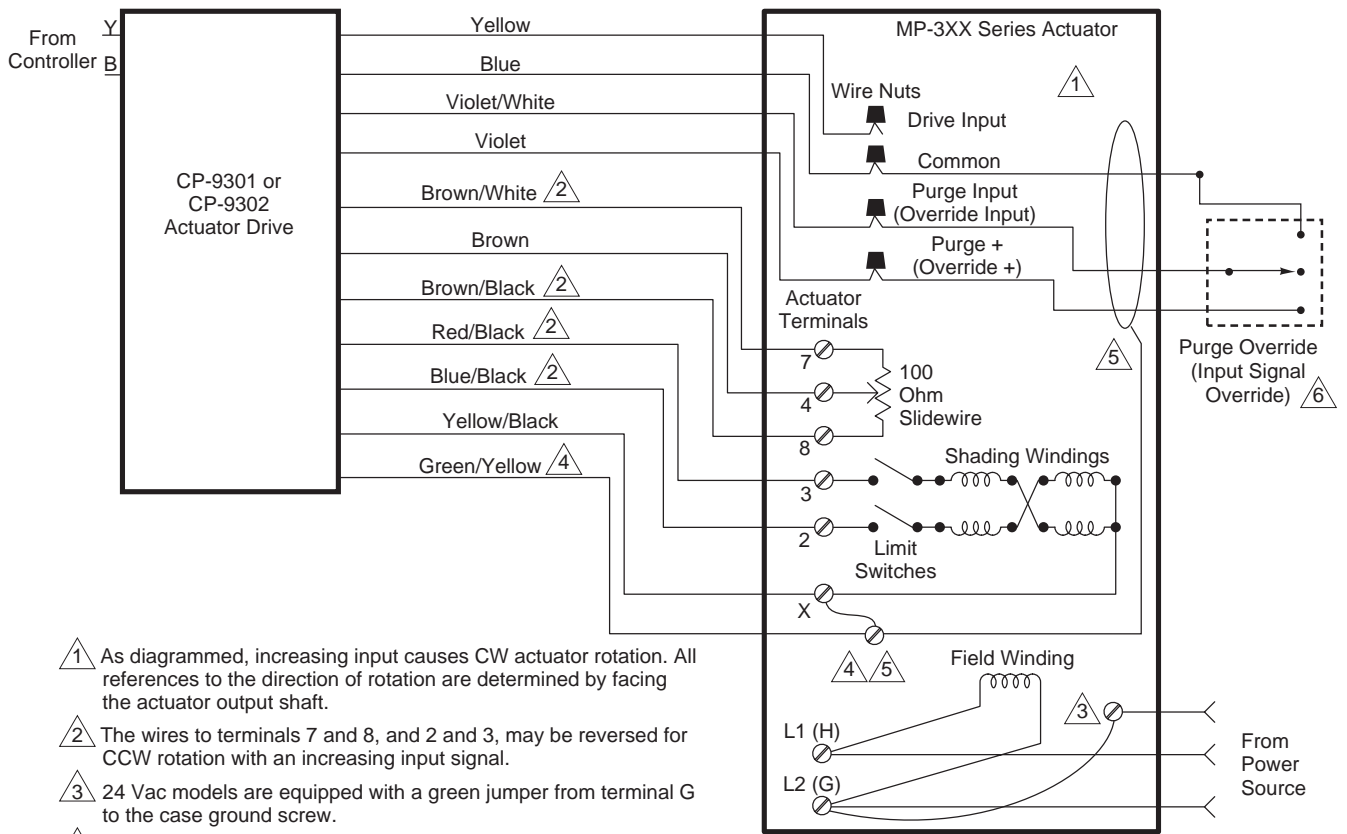 From
Controller
Y
B
CP-9301 or
CP-9302
Actuator Drive
Yellow
Blue
Violet/White
Violet
Brown/White 2
Brown
Brown/Black 2
Red/Black 2
Blue/Black 2
Yellow/Black
Green/Yellow 4
MP-3XX Series Actuator
1
Wire Nuts
Drive Input
Common
Purge Input
(Override Input)
Purge +
(Override +)
Actuator
Terminals
7
4
8
3
2
X
100
Ohm
Slidewire
Shading Windings
Limit
Switches
5
Purge Override
(Input Signal
Override) 6
4 5
Field Winding
3
L1 (H)
L2 (G)
From
Power
Source
1 As diagrammed, increasing input causes CW actuator rotation. All
references to the direction of rotation are determined by facing
the actuator output shaft.
2 The wires to terminals 7 and 8, and 2 and 3, may be reversed for
CCW rotation with an increasing input signal.
3 24 Vac models are equipped with a green jumper from terminal G
to the case ground screw.